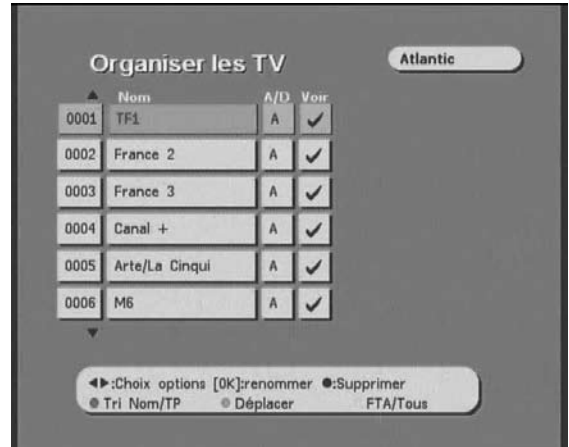 Organiser les TV
Atlantic
Nom A/D Voir
0001 TF1 A ✓
0002 France 2 A ✓
0003 France 3 A ✓
0004 Canal + A ✓
0005 Arte/La Cinqui A ✓
0006 M6 A ✓
◀▶:Choix options [OK]:renommer ●:Supprimer
● Tri Nom/TP ● Déplacer FTA/Tous